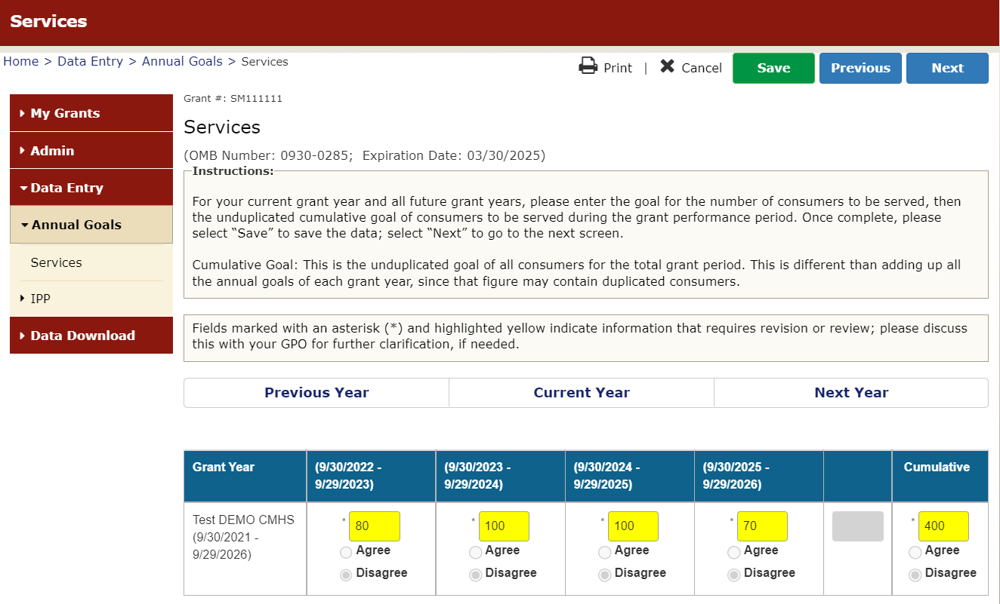 Services
Home > Data Entry > Annual Goals > Services
Print | Cancel Save Previous Next
My Grants
Admin
Data Entry
Annual Goals
Services
IPP
Data Download
Grant #: SM111111
Services
(OMB Number: 0930-0285; Expiration Date: 03/30/2025)
Instructions:
For your current grant year and all future grant years, please enter the goal for the number of consumers to be served, then
the unduplicated cumulative goal of consumers to be served during the grant performance period. Once complete, please
select “Save” to save the data; select “Next” to go to the next screen.
Cumulative Goal: This is the unduplicated goal of all consumers for the total grant period. This is different than adding up all
the annual goals of each grant year, since that figure may contain duplicated consumers.
Fields marked with an asterisk (*) and highlighted yellow indicate information that requires revision or review; please discuss
this with your GPO for further clarification, if needed.
Previous Year Current Year Next Year
Grant Year (9/30/2022 - (9/30/2023 - (9/30/2024 - (9/30/2025 - Cumulative
9/29/2023) 9/29/2024) 9/29/2025) 9/29/2026)
Test DEMO CMHS * 80 * 100 * 100 * 70 * 400
(9/30/2021 -
9/29/2026)
Agree Agree Agree Agree Agree
Disagree Disagree Disagree Disagree Disagree